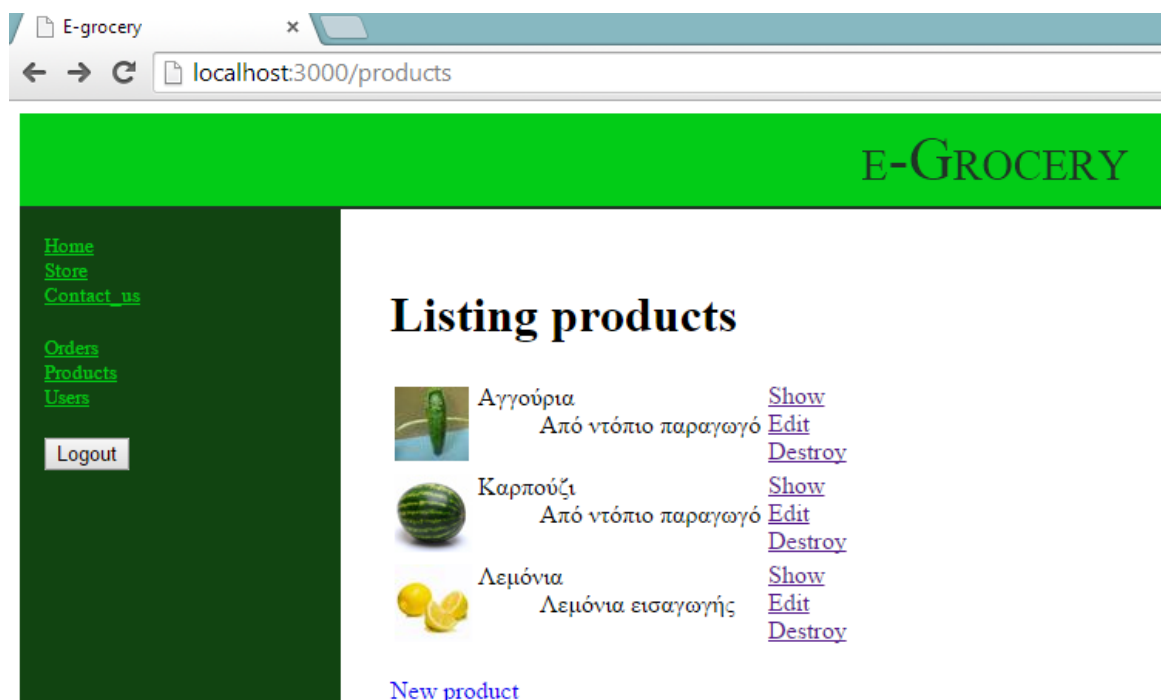 E-grocery
localhost:3000/products
E-GROCERY
Home
Store
Contact_us
Orders
Products
Users
Logout
Listing products
Αγγούρια
Από ντόπιο παραγωγό
Show
Edit
Destroy
Καρπούζι
Από ντόπιο παραγωγό
Show
Edit
Destroy
Λεμόνια
Λεμόνια εισαγωγής
Show
Edit
Destroy
New product